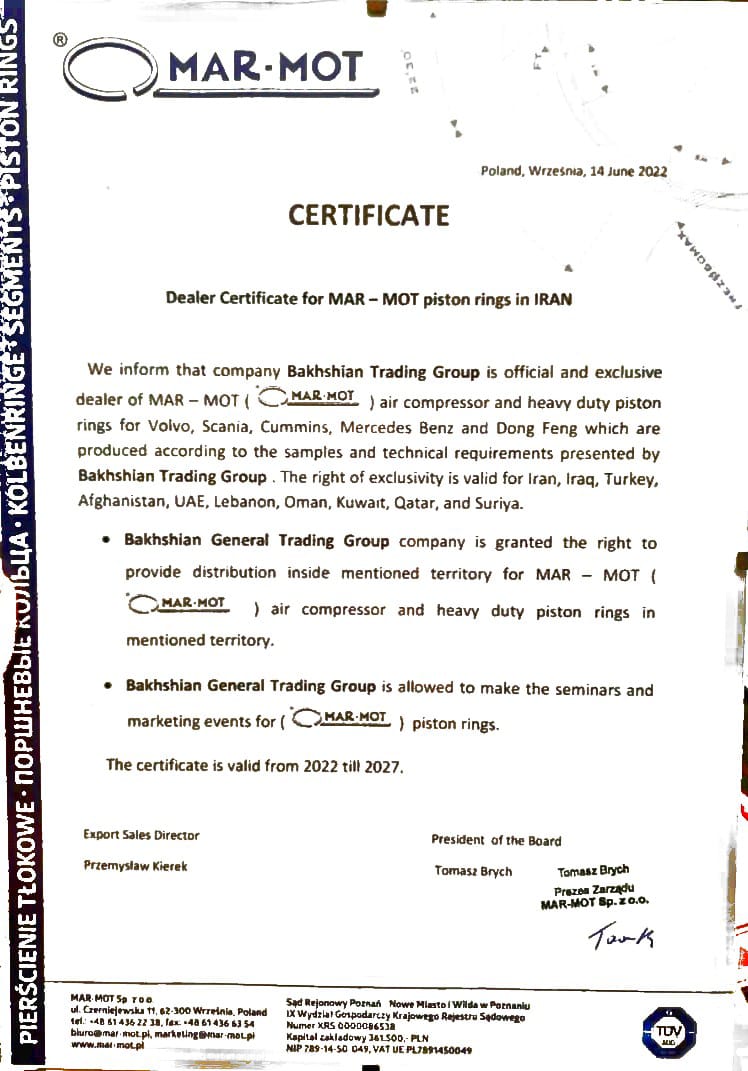 ® MAR-MOT
Poland, Września, 14 June 2022
CERTIFICATE
Dealer Certificate for MAR – MOT piston rings in IRAN
We inform that company Bakhshian Trading Group is official and exclusive
dealer of MAR – MOT ( MAR-MOT ) air compressor and heavy duty piston
rings for Volvo, Scania, Cummins, Mercedes Benz and Dong Feng which are
produced according to the samples and technical requirements presented by
Bakhshian Trading Group . The right of exclusivity is valid for Iran, Iraq, Turkey,
Afghanistan, UAE, Lebanon, Oman, Kuwait, Qatar, and Suriya.
• Bakhshian General Trading Group company is granted the right to
provide distribution inside mentioned territory for MAR – MOT (
MAR-MOT ) air compressor and heavy duty piston rings in
mentioned territory.
• Bakhshian General Trading Group is allowed to make the seminars and
marketing events for ( MAR-MOT ) piston rings.
The certificate is valid from 2022 till 2027.
Export Sales Director
Przemysław Kierek
President of the Board
Tomasz Brych
Tomasz Brych
Prezes Zarządu
MAR-MOT Sp. z o.o.
PIERŚCIENIE TŁOKOWE · ПОРШНЕВЫЕ КОЛЬЦА · KOLBENRINGE · SEGMENTS · PISTON RINGS
MAR-MOT Sp z o o
ul. Czerniejewska 11, 62-300 Września, Poland
tel.: +48 61 436 22 38, fax: +48 61 436 63 54
biuro@mar-mot.pl, marketing@mar-mot.pl
www.mar-mot.pl
Sąd Rejonowy Poznań Nowe Miasto i Wilda w Poznaniu
IX Wydział Gospodarczy Krajowego Rejestru Sądowego
Numer KRS 0000086538
Kapitał zakładowy 361.500,- PLN
NIP 789-14-50 049, VAT UE PL7891450049
TÜV